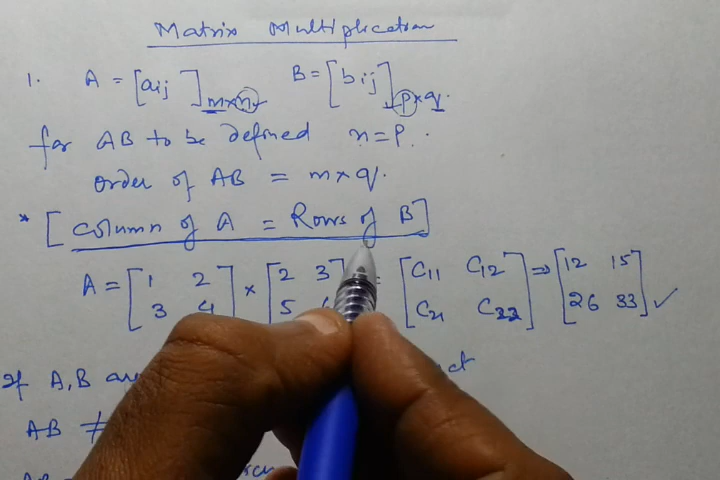 Matrix Multiplication
1. A = [aij]m×n B = [bij]p×q.
for AB to be defined n = p.
order of AB = m×q.
* [column of A = Rows of B]
A = [1 2 3 4] × [2 3 5 = [C11 C12 C21 C22] ⇒ [12 15 26 33] ✓
If A,B
AB ≠